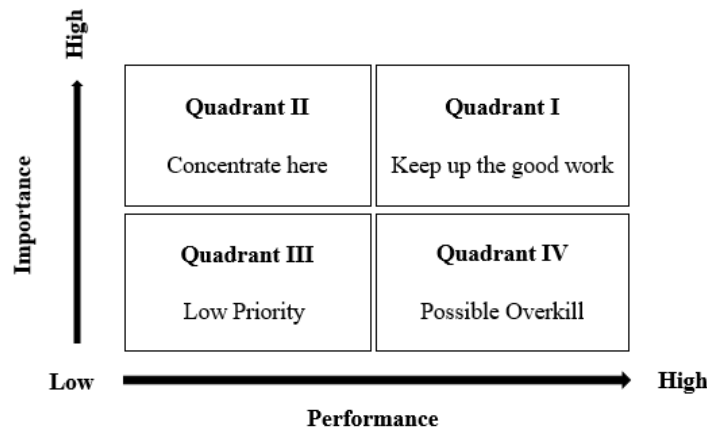 High
Quadrant II
Quadrant I
Concentrate here
Keep up the good work
Importance
Quadrant III
Quadrant IV
Low Priority
Possible Overkill
Low
High
Performance